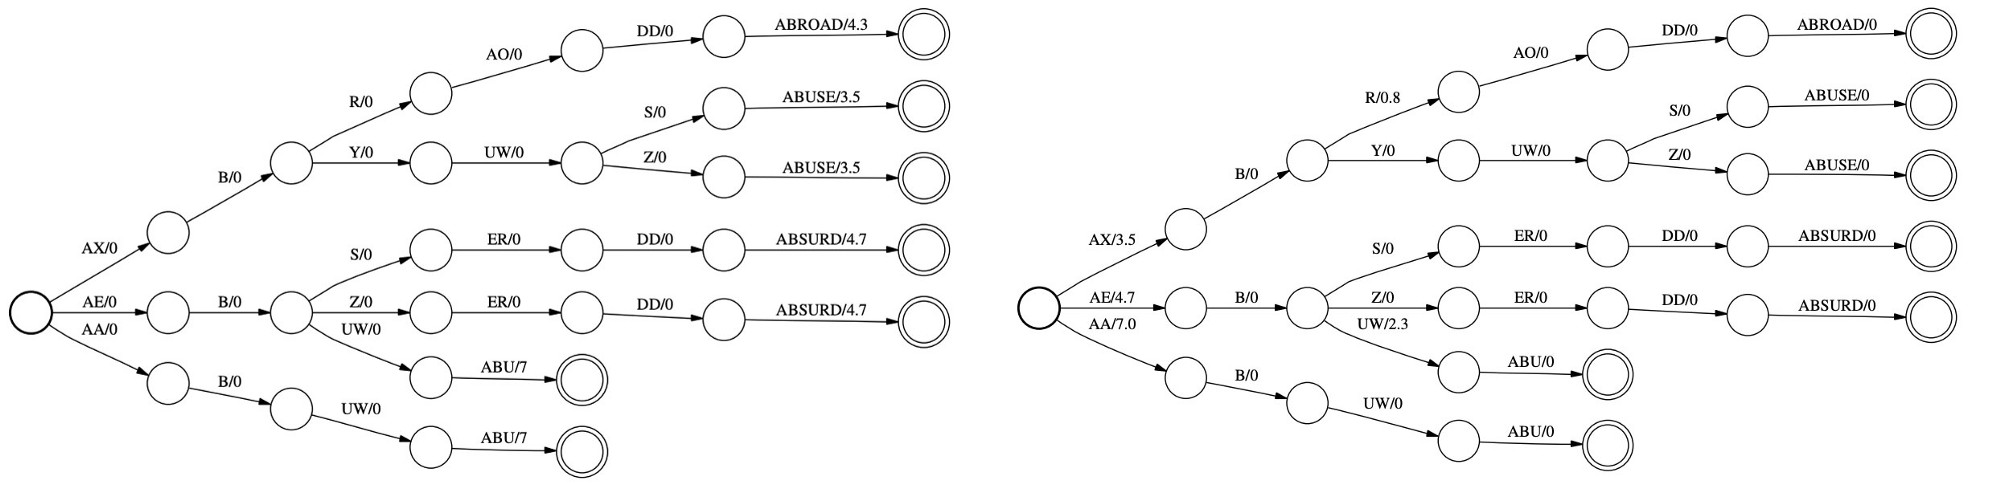 ABROAD/4.3
DD/0
AO/0
R/0
ABUSE/3.5
S/0
B/0
Y/0
UW/0
Z/0
ABUSE/3.5
AX/0
S/0
ER/0
DD/0
ABSURD/4.7
AE/0
B/0
Z/0
ER/0
DD/0
ABSURD/4.7
AA/0
UW/0
ABU/7
B/0
UW/0
ABU/7
ABROAD/0
DD/0
AO/0
R/0.8
ABUSE/0
S/0
B/0
Y/0
UW/0
Z/0
ABUSE/0
AX/3.5
S/0
ER/0
DD/0
ABSURD/0
AE/4.7
B/0
Z/0
ER/0
DD/0
ABSURD/0
AA/7.0
UW/2.3
ABU/0
B/0
UW/0
ABU/0